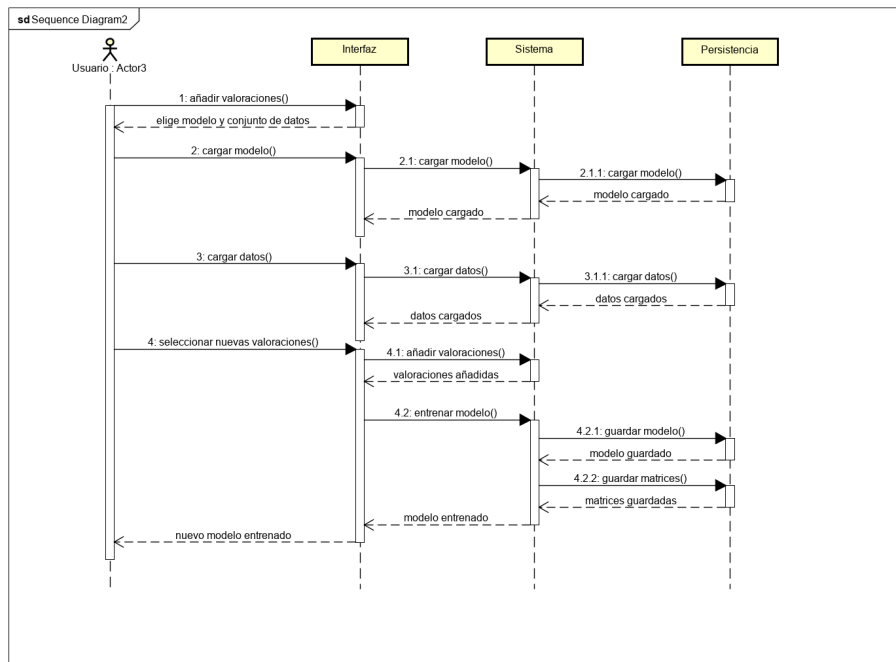 sd Sequence Diagram2
Usuario : Actor3
Interfaz
Sistema
Persistencia
1: añadir valoraciones()
elige modelo y conjunto de datos
2: cargar modelo()
2.1: cargar modelo()
2.1.1: cargar modelo()
modelo cargado
modelo cargado
3: cargar datos()
3.1: cargar datos()
3.1.1: cargar datos()
datos cargados
datos cargados
4: seleccionar nuevas valoraciones()
4.1: añadir valoraciones()
valoraciones añadidas
4.2: entrenar modelo()
4.2.1: guardar modelo()
modelo guardado
4.2.2: guardar matrices()
matrices guardadas
modelo entrenado
nuevo modelo entrenado